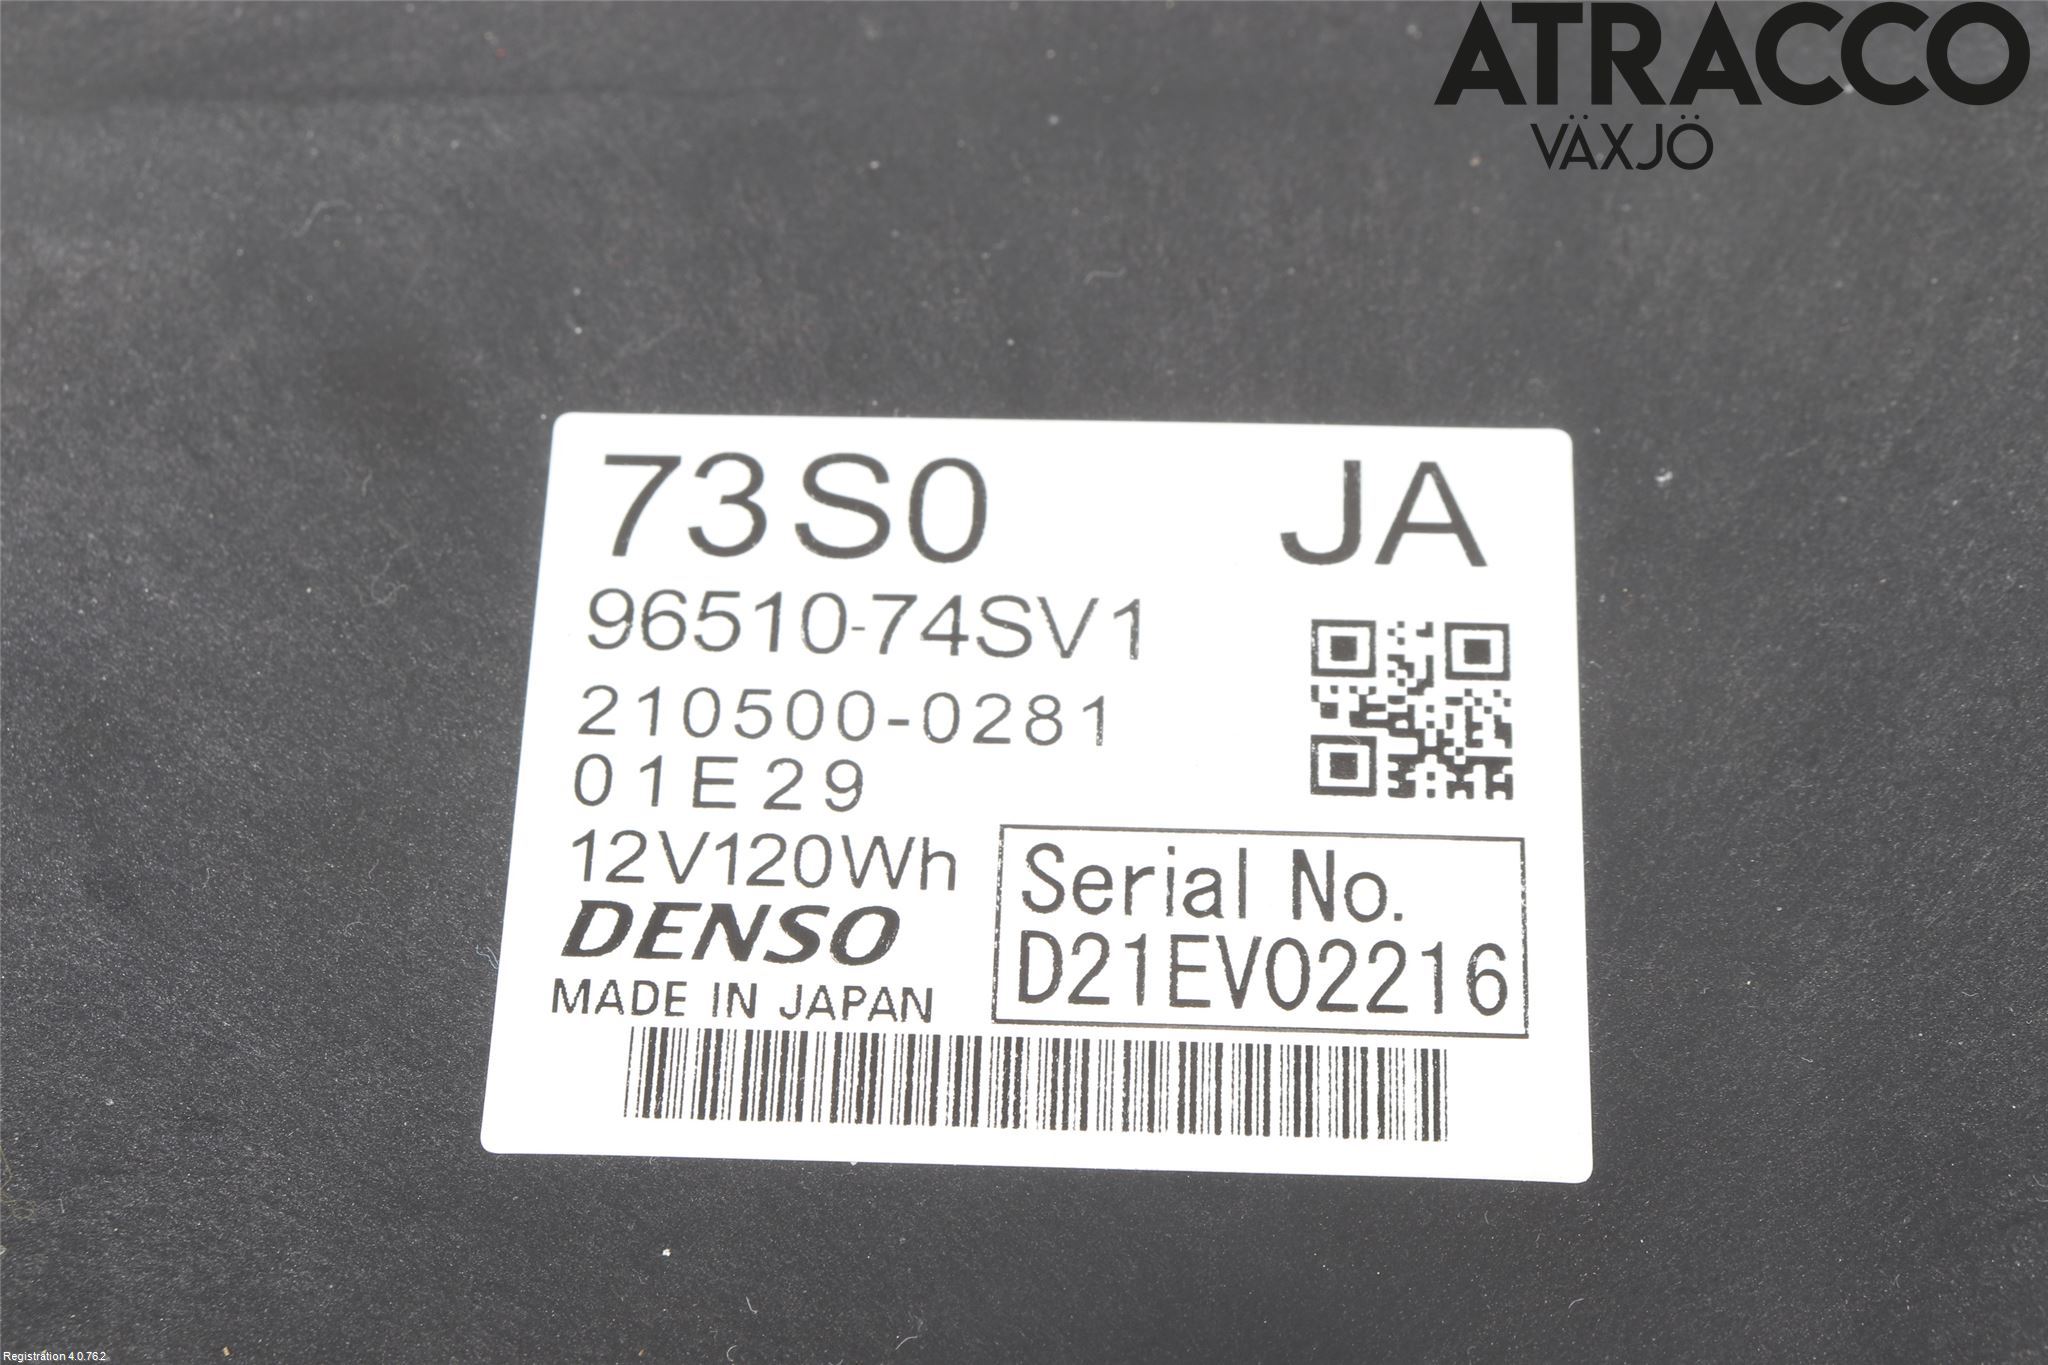 ATRACCO
VÄXJÖ
73S0 JA
96510-74SV1
210500-0281
01E29
12V120Wh
DENSO
MADE IN JAPAN
Serial No.
D21EV02216
Registration 4.0.76.2